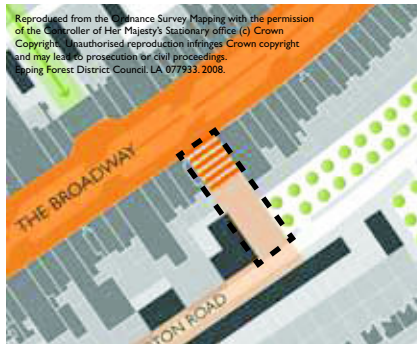 Reproduced from the Ordnance Survey Mapping with the permission
of the Controller of Her Majesty's Stationary office (c) Crown
Copyright. Unauthorised reproduction infringes Crown copyright
and may lead to prosecution or civil proceedings.
Epping Forest District Council. LA 077933. 2008.
THE BROADWAY
TON ROAD